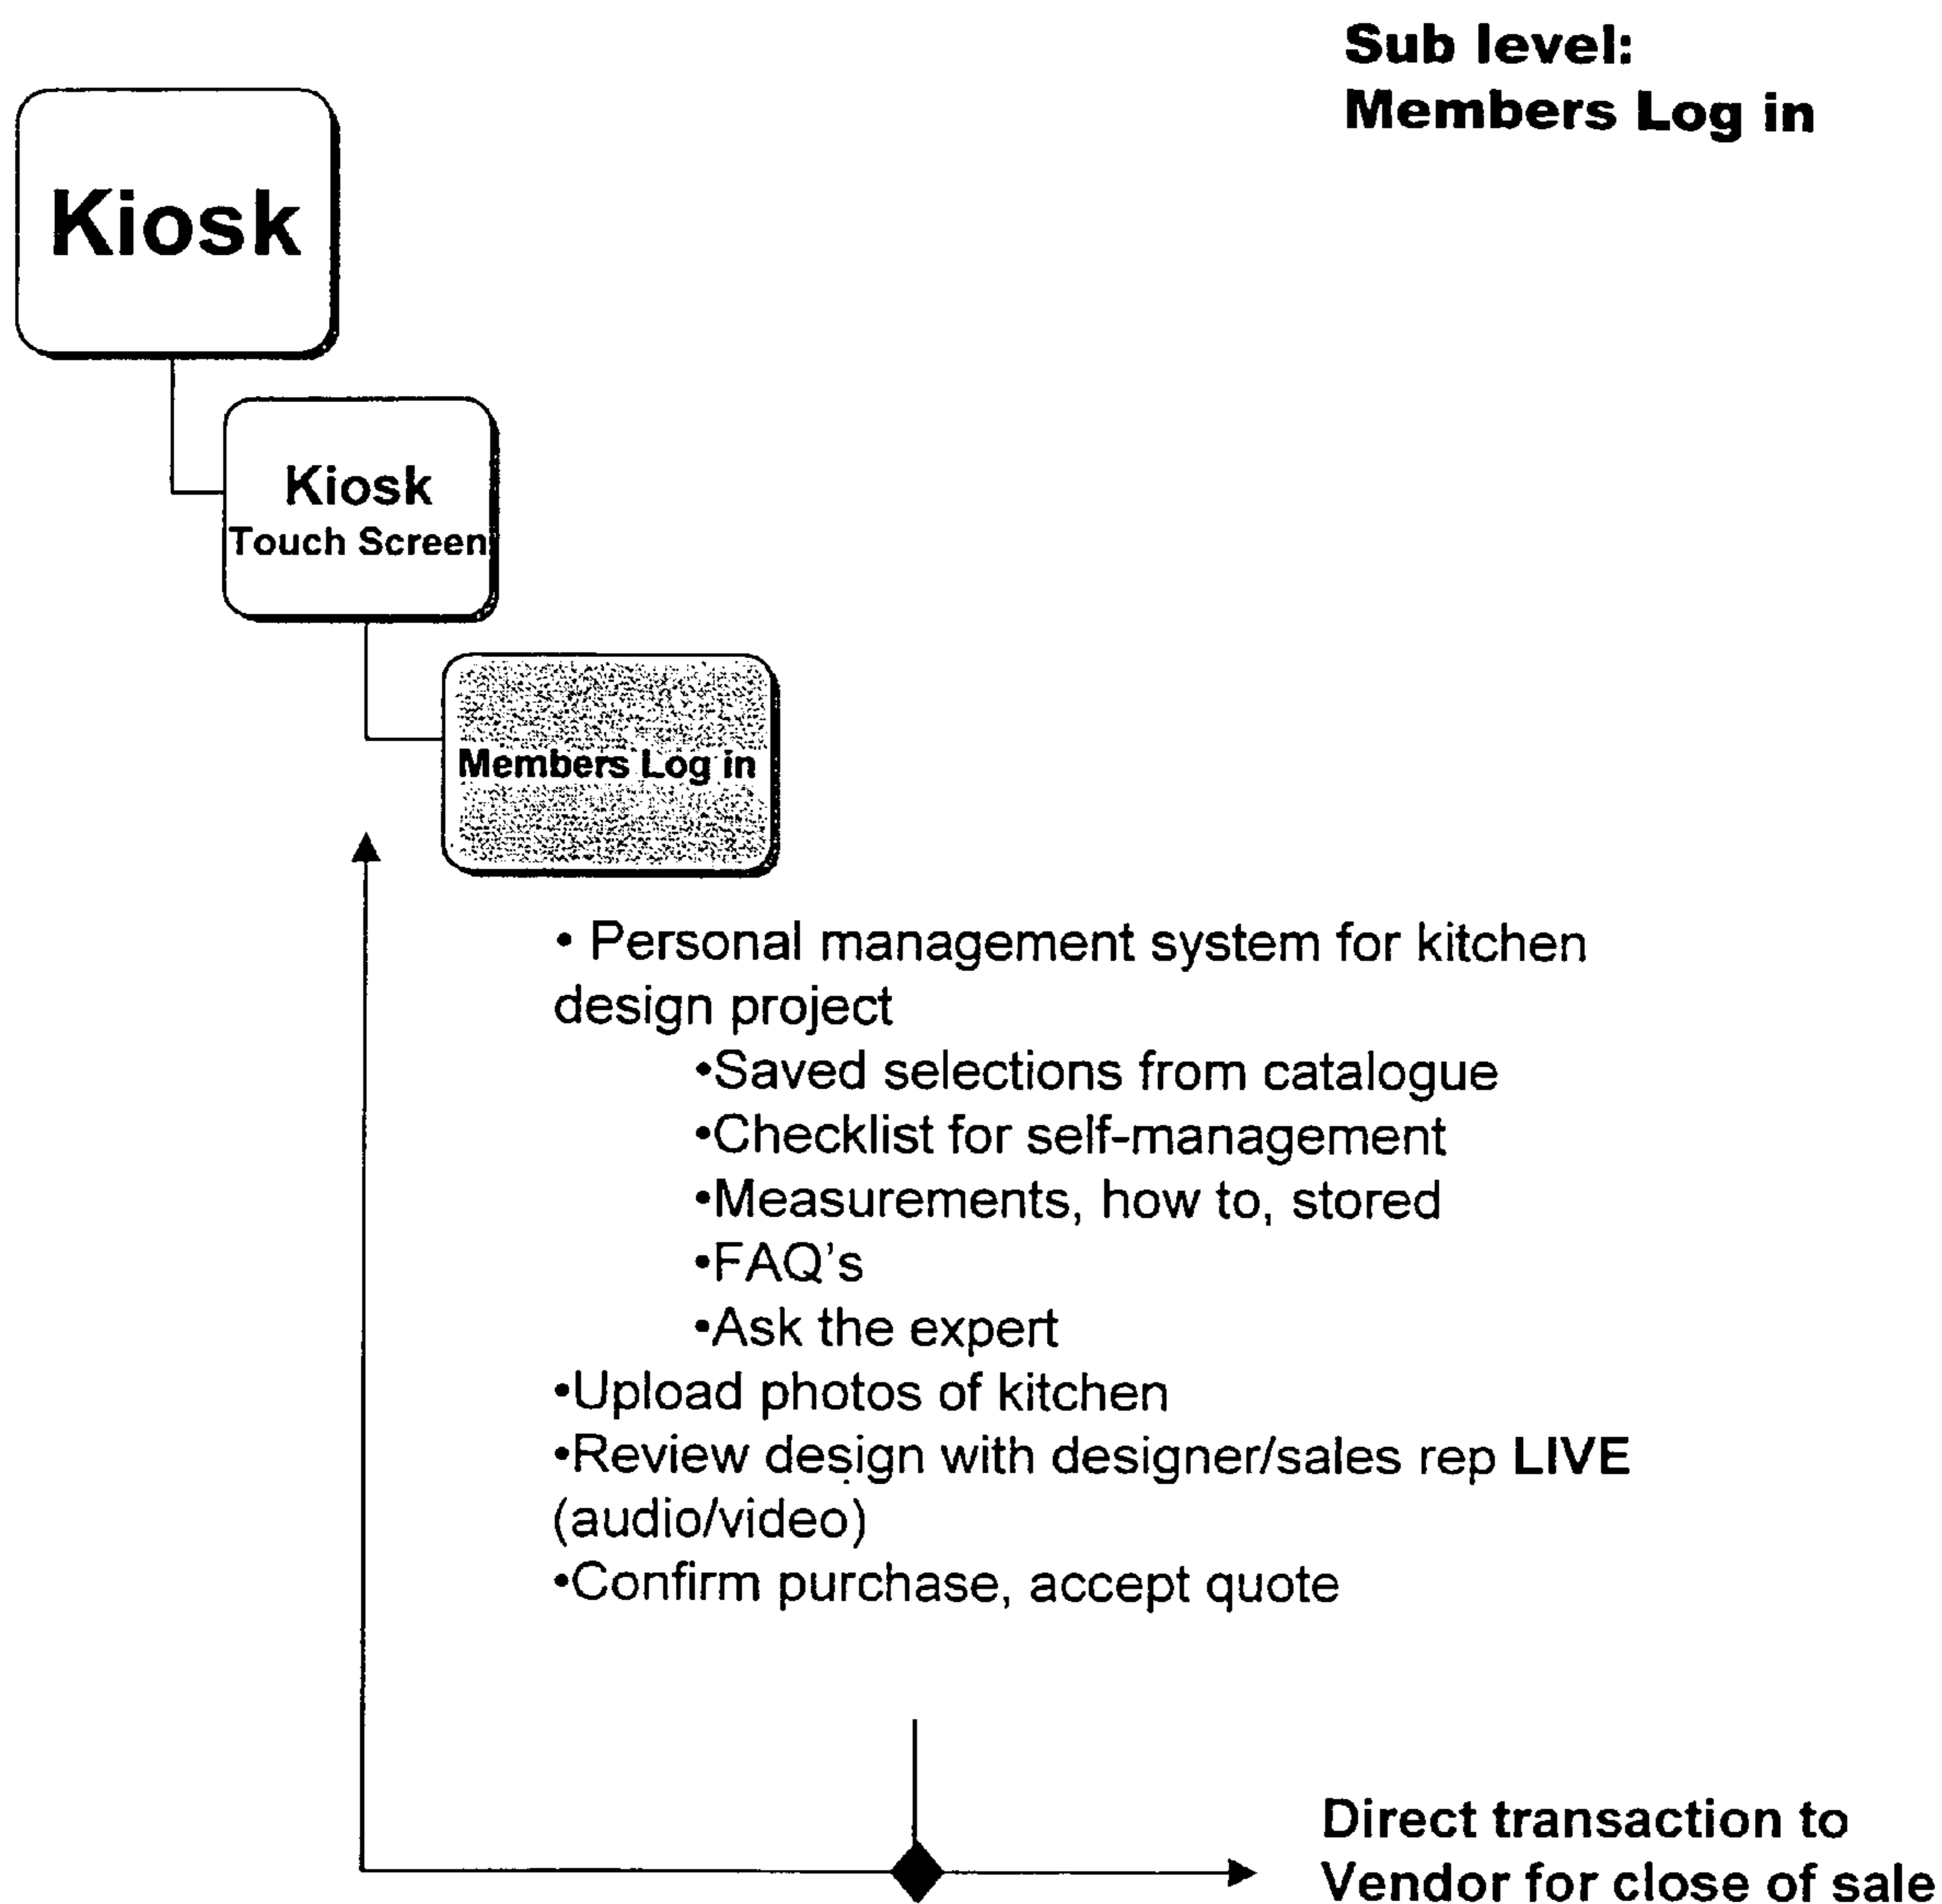 Sub level:
Members Log in
Kiosk
Kiosk
Touch Screen
Members Log in
• Personal management system for kitchen
design project
•Saved selections from catalogue
•Checklist for self-management
•Measurements, how to, stored
•FAQ's
•Ask the expert
•Upload photos of kitchen
•Review design with designer/sales rep LIVE
(audio/video)
•Confirm purchase, accept quote
Direct transaction to
Vendor for close of sale